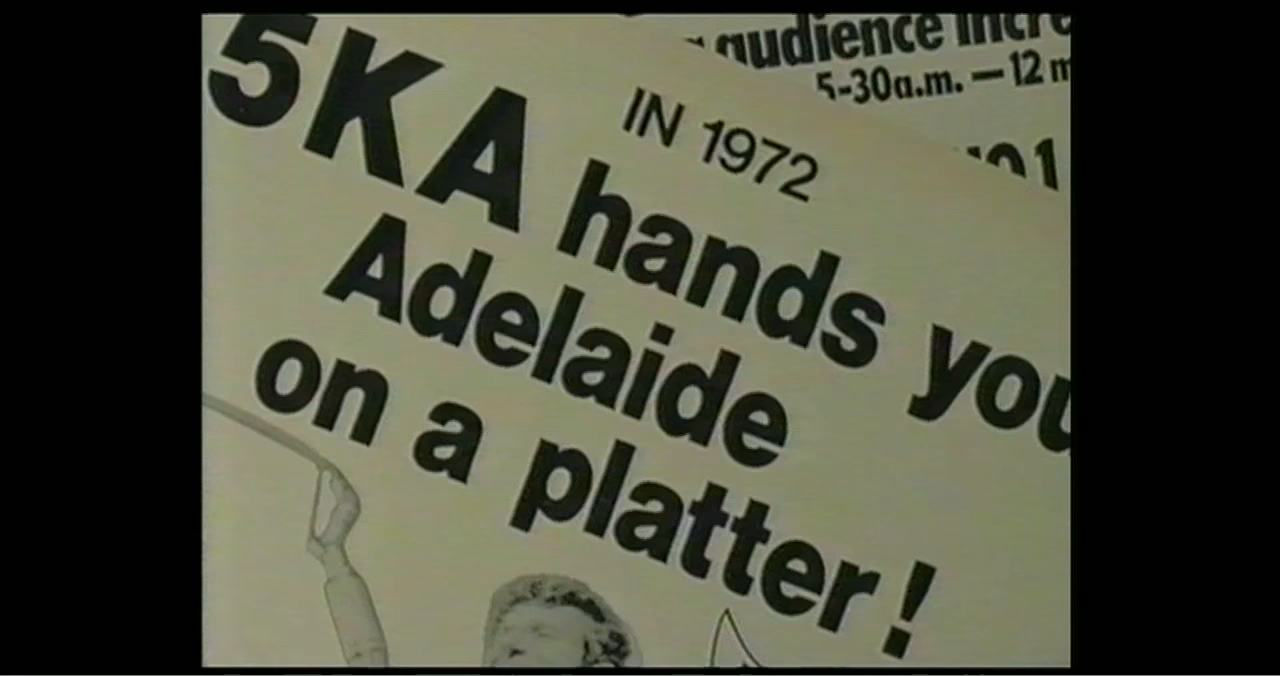 audience
5-30a.m. — 12
IN 1972
5KA hands you
Adelaide
on a platter!